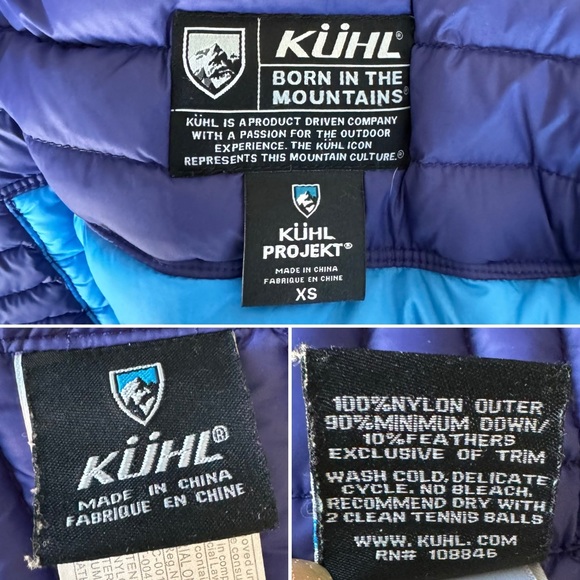 KÜHL®
BORN IN THE
MOUNTAINS®
KÜHL IS A PRODUCT DRIVEN COMPANY
WITH A PASSION FOR THE OUTDOOR
EXPERIENCE. THE KÜHL ICON
REPRESENTS THIS MOUNTAIN CULTURE.®
KÜHL
PROJEKT®
MADE IN CHINA
FABRIQUE EN CHINE
XS
KÜHL®
MADE IN CHINA
FABRIQUE EN CHINE
100%NYLON OUTER
90%MINIMUM DOWN/
10%FEATHERS
EXCLUSIVE OF TRIM
WASH COLD, DELICATE
CYCLE. NO BLEACH.
RECOMMEND DRY WITH
2 CLEAN TENNIS BALLS
WWW.KUHL.COM
RN# 108846